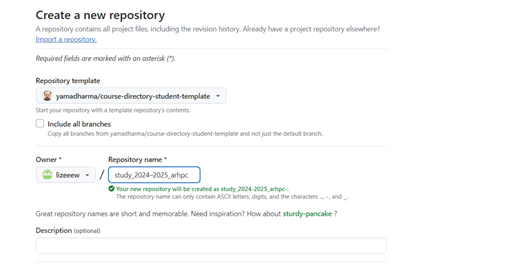 Create a new repository
A repository contains all project files, including the revision history. Already have a project repository elsewhere?
Import a repository.
Required fields are marked with an asterisk (*).
Repository template
yamadharma/course-directory-student-template
Start your repository with a template repository's contents.
Include all branches
Copy all branches from yamadharma/course-directory-student-template and not just the default branch.
Owner * Repository name *
lizeeew / study_2024–2025_arhpc
Your new repository will be created as study_2024-2025_arhpc-.
The repository name can only contain ASCII letters, digits, and the characters ., -, and _.
Great repository names are short and memorable. Need inspiration? How about sturdy-pancake ?
Description (optional)